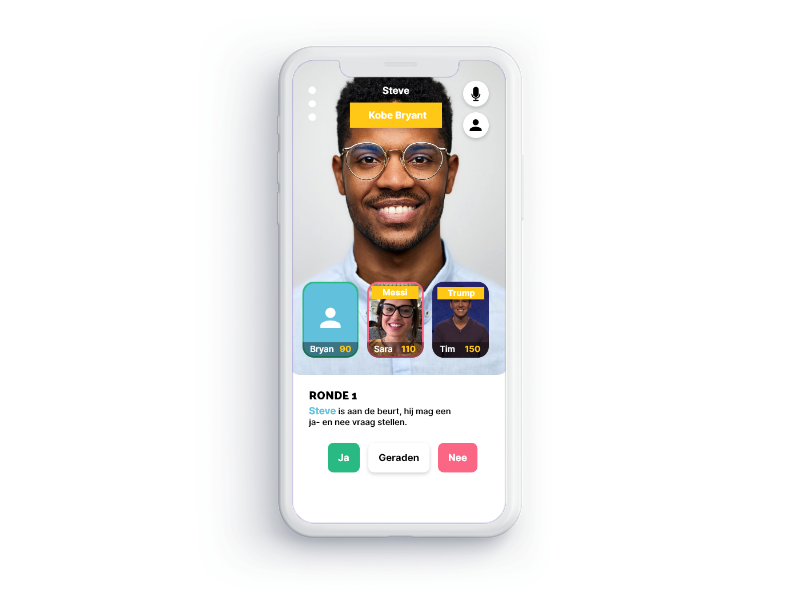 Steve
Kobe Bryant
Messi
Trump
Bryan 90
Sara 110
Tim 150
RONDE 1
Steve is aan de beurt, hij mag een
ja- en nee vraag stellen.
Ja
Geraden
Nee